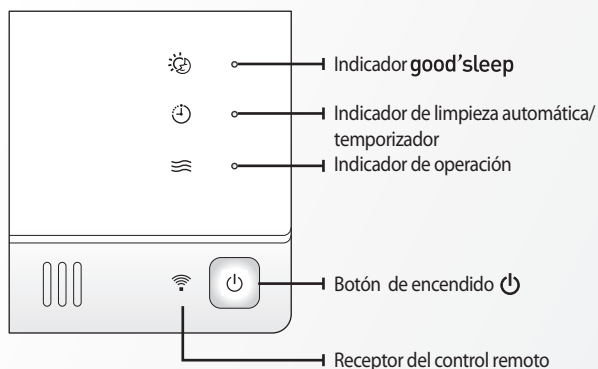 Indicador good'sleep
Indicador de limpieza automática/
temporizador
Indicador de operación
Botón de encendido
Receptor del control remoto